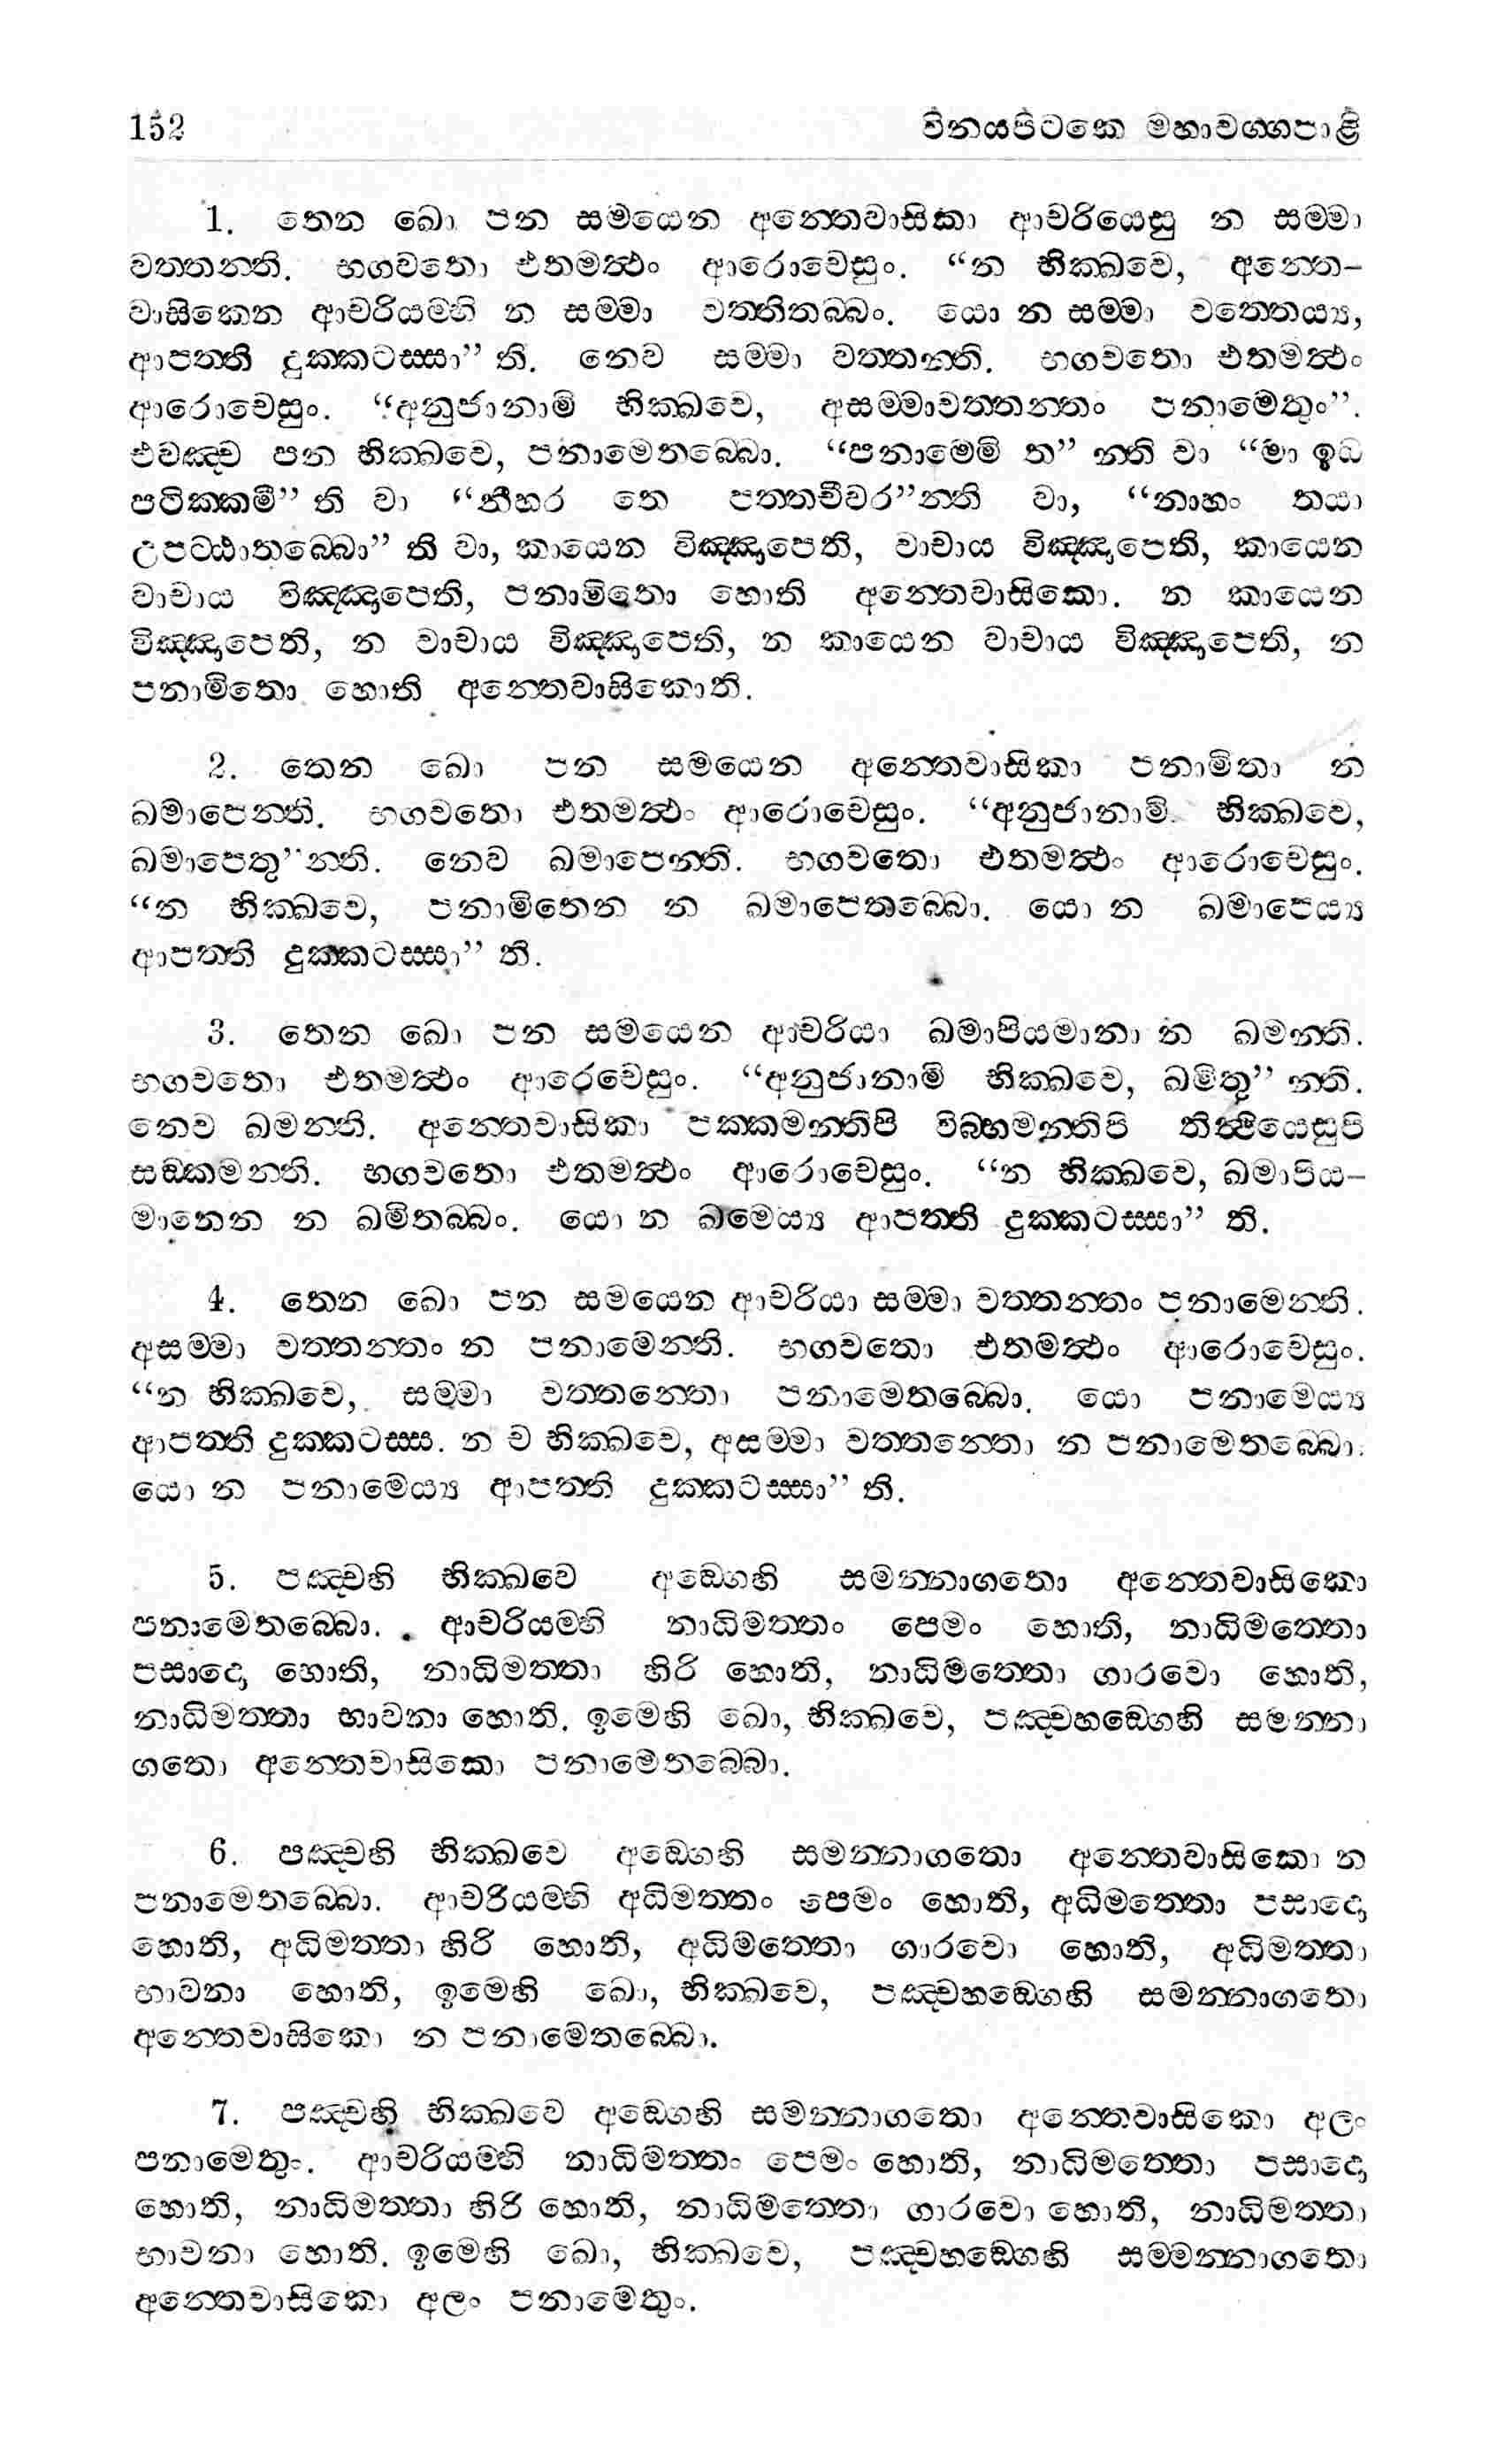 152 විනයපිටකෙ මහාවග්ගපාළි
1. තෙන ඛො පන සමයෙන අන්තෙවාසිකා ආචරියෙසු න සම්මා
වත්තන්ති. භගවතො එතමත්ථං ආරොචෙසුං. “න භික්ඛවෙ, අන්තෙ-
වාසිකෙන ආචරියම්හි න සම්මා වත්තිතබ්බං. යො න සම්මා වත්තෙය්‍ය,
ආපත්ති දුක්කටස්සා” ති. නෙව සම්මා වත්තන්ති. භගවතො එතමත්ථං
ආරොචෙසුං. “අනුජානාමි භික්ඛවෙ, අසම්මාවත්තන්තං පනාමෙතුං”.
එවඤ්ච පන භික්ඛවෙ, පනාමෙතබ්බො. “පනාමෙමි ත” න්ති වා “මා ඉධ
පටික්කමී” ති වා “නීහර තෙ පත්තචීවර”න්ති වා, “නාහං තයා
උපට්ඨාතබ්බො” ති වා, කායෙන විඤ්ඤාපෙති, වාචාය විඤ්ඤාපෙති, කායෙන
වාචාය විඤ්ඤාපෙති, පනාමිතො හොති අන්තෙවාසිකො. න කායෙන
විඤ්ඤාපෙති, න වාචාය විඤ්ඤාපෙති, න කායෙන වාචාය විඤ්ඤාපෙති, න
පනාමිතො හොති අන්තෙවාසිකොති.
2. තෙන ඛො පන සමයෙන අන්තෙවාසිකා පනාමිතා න
ඛමාපෙන්ති. භගවතො එතමත්ථං ආරොචෙසුං. “අනුජානාමි භික්ඛවෙ,
ඛමාපෙතු”න්ති. නෙව ඛමාපෙන්ති. භගවතො එතමත්ථං ආරොචෙසුං.
“න භික්ඛවෙ, පනාමිතෙන න ඛමාපෙතබ්බො. යො න ඛමාපෙය්‍ය
ආපත්ති දුක්කටස්සා” ති.
3. තෙන ඛො පන සමයෙන ආචරියා ඛමාපියමානා න ඛමන්ති.
භගවතො එතමත්ථං ආරොචෙසුං. “අනුජානාමි භික්ඛවෙ, ඛමිතු” න්ති.
නෙව ඛමන්ති. අන්තෙවාසිකා පක්කමන්තිපි විබ්භමන්තිපි තිත්ථියෙසුපි
සඞ්කමන්ති. භගවතො එතමත්ථං ආරොචෙසුං. “න භික්ඛවෙ, ඛමාපිය-
මානෙන න ඛමිතබ්බං. යො න ඛමෙය්‍ය ආපත්ති දුක්කටස්සා” ති.
4. තෙන ඛො පන සමයෙන ආචරියා සම්මා වත්තන්තං පනාමෙන්ති.
අසම්මා වත්තන්තං න පනාමෙන්ති. භගවතො එතමත්ථං ආරොචෙසුං.
“න භික්ඛවෙ, සම්මා වත්තන්තො පනාමෙතබ්බො. යො පනාමෙය්‍ය
ආපත්ති දුක්කටස්ස. න ච භික්ඛවෙ, අසම්මා වත්තන්තො න පනාමෙතබ්බො.
යො න පනාමෙය්‍ය ආපත්ති දුක්කටස්සා” ති.
5. පඤ්චහි භික්ඛවෙ අඞ්ගෙහි සමන්නාගතො අන්තෙවාසිකො
පනාමෙතබ්බො. ආචරියම්හි නාධිමත්තං පෙමං හොති, නාධිමත්තො
පසාදො හොති, නාධිමත්තා හිරි හොති, නාධිමත්තො ගාරවො හොති,
නාධිමත්තා භාවනා හොති. ඉමෙහි ඛො, භික්ඛවෙ, පඤ්චහඞ්ගෙහි සමන්නා
ගතො අන්තෙවාසිකො පනාමෙතබ්බො.
6. පඤ්චහි භික්ඛවෙ අඞ්ගෙහි සමන්නාගතො අන්තෙවාසිකො න
පනාමෙතබ්බො. ආචරියම්හි අධිමත්තං පෙමං හොති, අධිමත්තො පසාදො
හොති, අධිමත්තා හිරි හොති, අධිමත්තො ගාරවො හොති, අධිමත්තා
භාවනා හොති, ඉමෙහි ඛො, භික්ඛවෙ, පඤ්චහඞ්ගෙහි සමන්නාගතො
අන්තෙවාසිකො න පනාමෙතබ්බො.
7. පඤ්චහි භික්ඛවෙ අඞ්ගෙහි සමන්නාගතො අන්තෙවාසිකො අලං
පනාමෙතුං. ආචරියම්හි නාධිමත්තං පෙමං හොති, නාධිමත්තො පසාදො
හොති, නාධිමත්තා හිරි හොති, නාධිමත්තො ගාරවො හොති, නාධිමත්තා
භාවනා හොති. ඉමෙහි ඛො, භික්ඛවෙ, පඤ්චහඞ්ගෙහි සම්මන්නාගතො
අන්තෙවාසිකො අලං පනාමෙතුං.